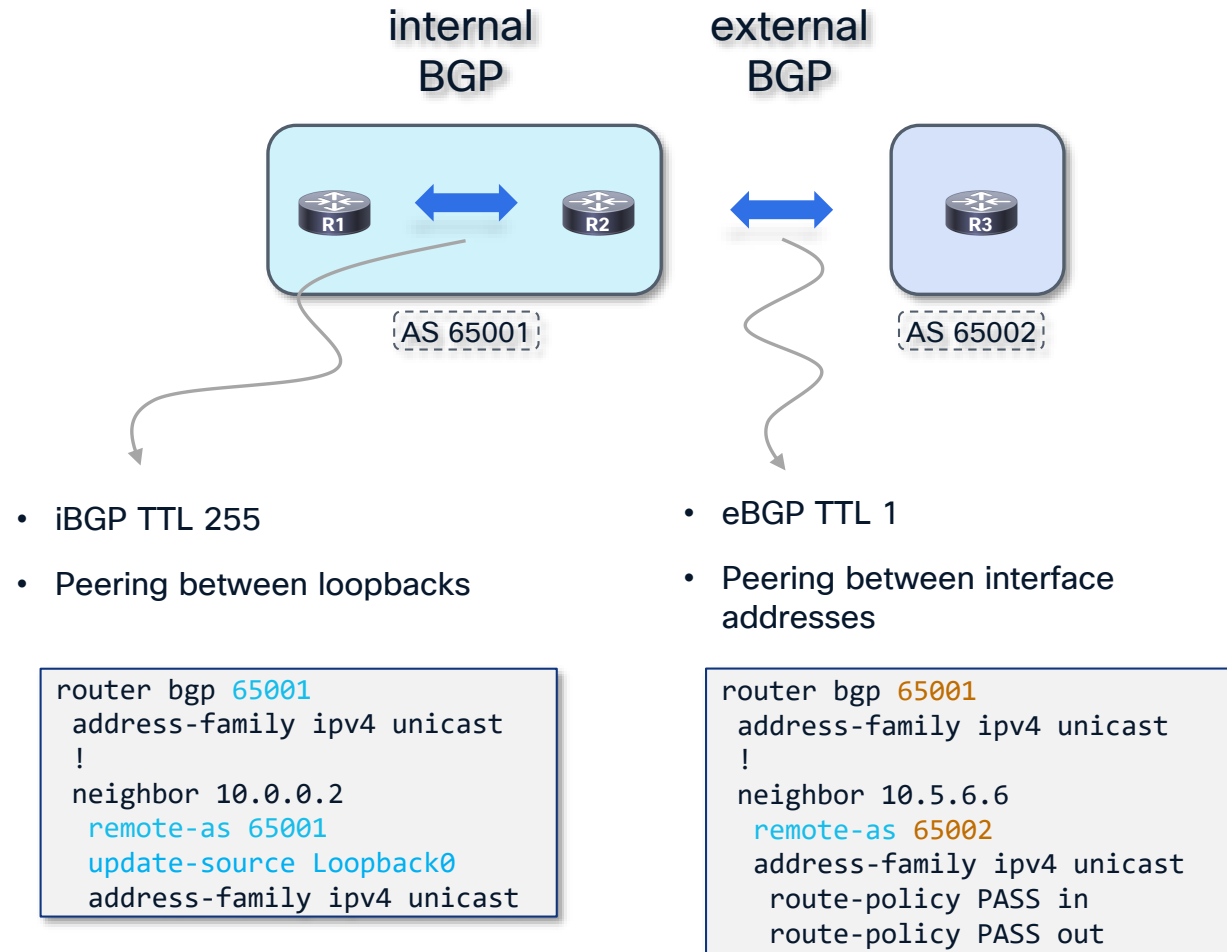 internal
BGP
external
BGP
R1
R2
R3
AS 65001
AS 65002
• iBGP TTL 255
• Peering between loopbacks
router bgp 65001
 address-family ipv4 unicast
 !
 neighbor 10.0.0.2
  remote-as 65001
  update-source Loopback0
  address-family ipv4 unicast
• eBGP TTL 1
• Peering between interface
addresses
router bgp 65001
 address-family ipv4 unicast
 !
 neighbor 10.5.6.6
  remote-as 65002
  address-family ipv4 unicast
   route-policy PASS in
   route-policy PASS out